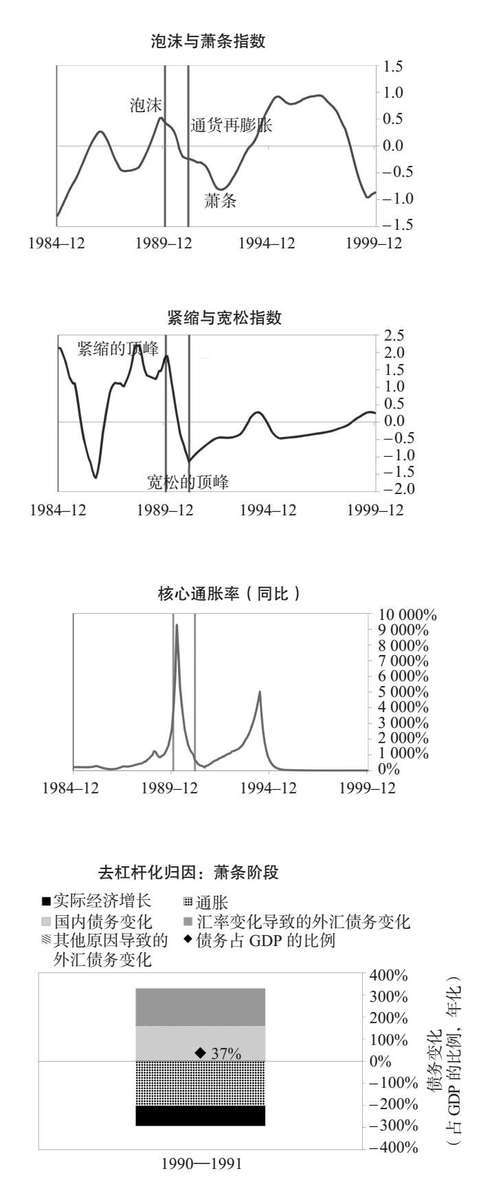 泡沫与萧条指数
1.5
1.0
0.5
0.0
−0.5
−1.0
−1.5
泡沫
通货再膨胀
萧条
1984–12
1989–12
1994–12
1999–12
紧缩与宽松指数
2.5
2.0
1.5
1.0
0.5
0.0
−0.5
−1.0
−1.5
−2.0
紧缩的顶峰
宽松的顶峰
1984–12
1989–12
1994–12
1999–12
核心通胀率（同比）
10 000%
9 000%
8 000%
7 000%
6 000%
5 000%
4 000%
3 000%
2 000%
1 000%
0%
1984–12
1989–12
1994–12
1999–12
去杠杆化归因：萧条阶段
实际经济增长
通胀
国内债务变化
汇率变化导致的外汇债务变化
其他原因导致的
外汇债务变化
债务占 GDP 的比例
400%
300%
200%
100%
0%
−100%
−200%
−300%
−400%
37%
债务变化
（占 GDP 的比例，年化）
1990—1991